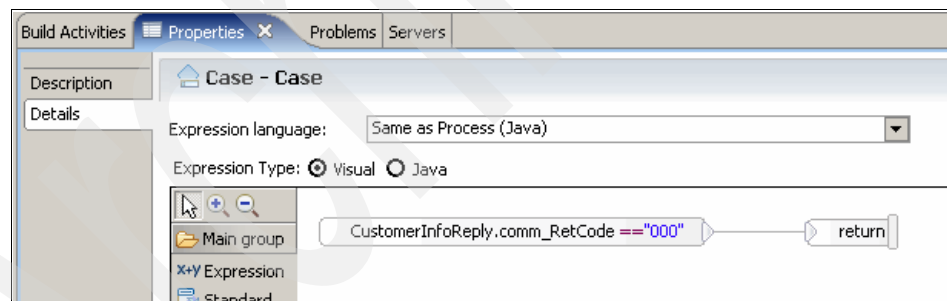 Build Activities Properties Problems Servers
Description
Case - Case
Details
Expression language: Same as Process (Java)
Expression Type: Visual Java
Main group
CustomerInfoReply.comm_RetCode =="000" return
x+y Expression
Standard